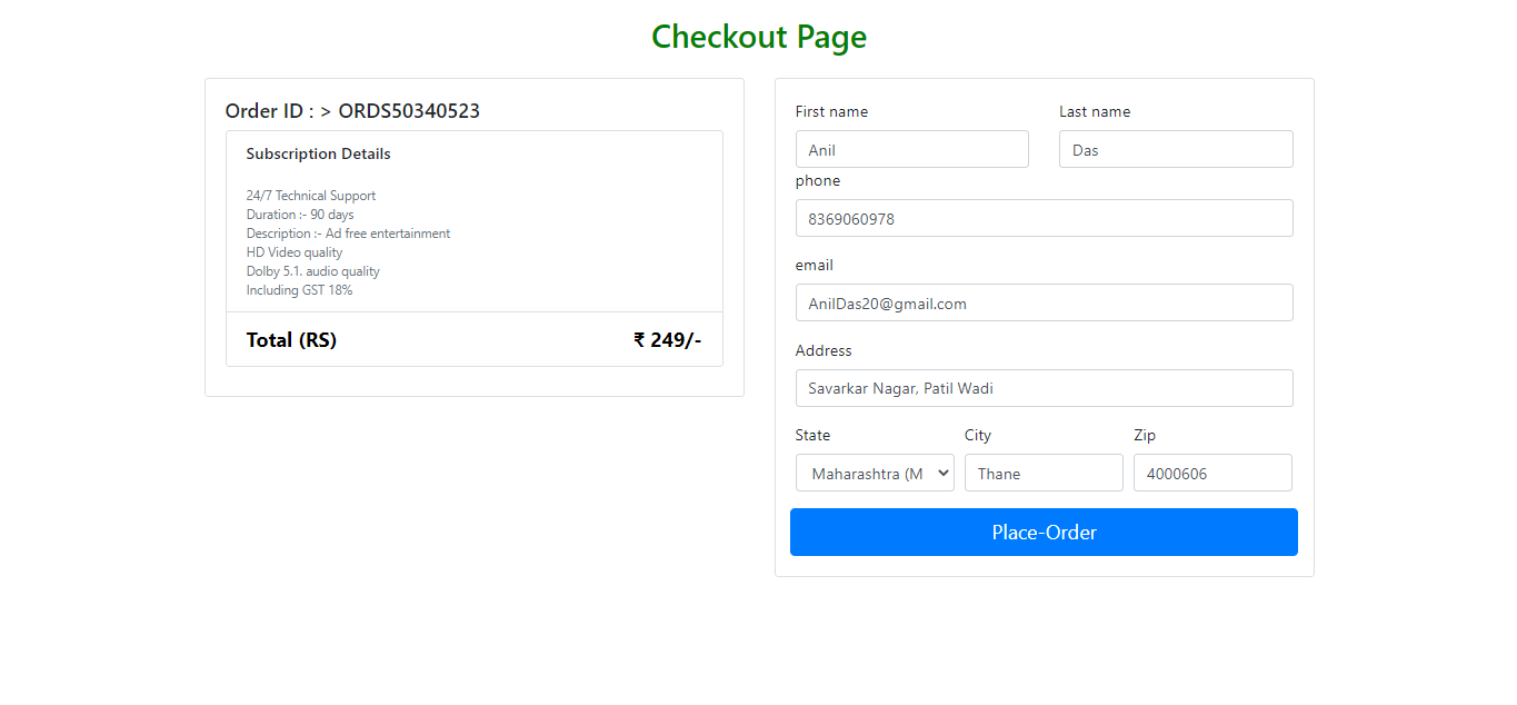 Checkout Page
Order ID : > ORDS50340523
Subscription Details
24/7 Technical Support
Duration :- 90 days
Description :- Ad free entertainment
HD Video quality
Dolby 5.1. audio quality
Including GST 18%
Total (RS) ₹ 249/-
First name Last name
Anil Das
phone
8369060978
email
AnilDas20@gmail.com
Address
Savarkar Nagar, Patil Wadi
State City Zip
Maharashtra (M Thane 4000606
Place-Order